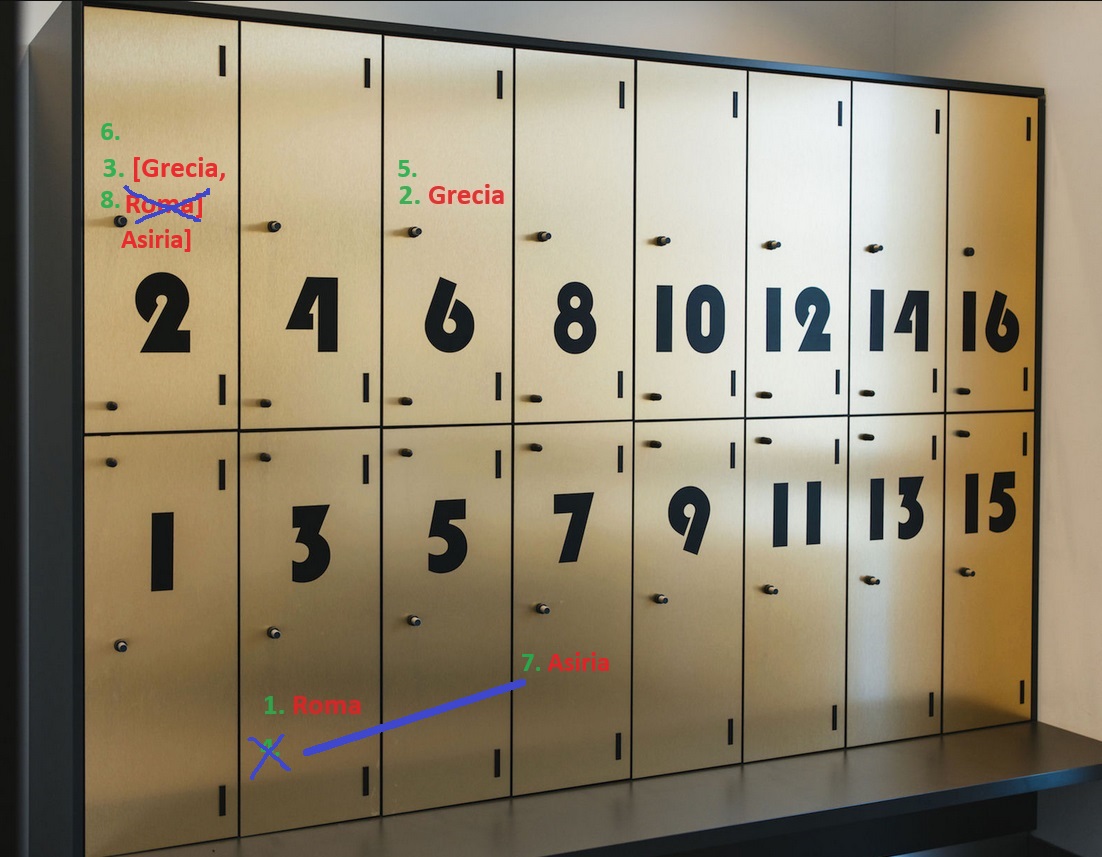 6.
3. [Grecia,
8. Roma]
Asiria]
5.
2. Grecia
2 4 6 8 10 12 14 16
1 3 5 7 9 11 13 15
7. Asiria
1. Roma